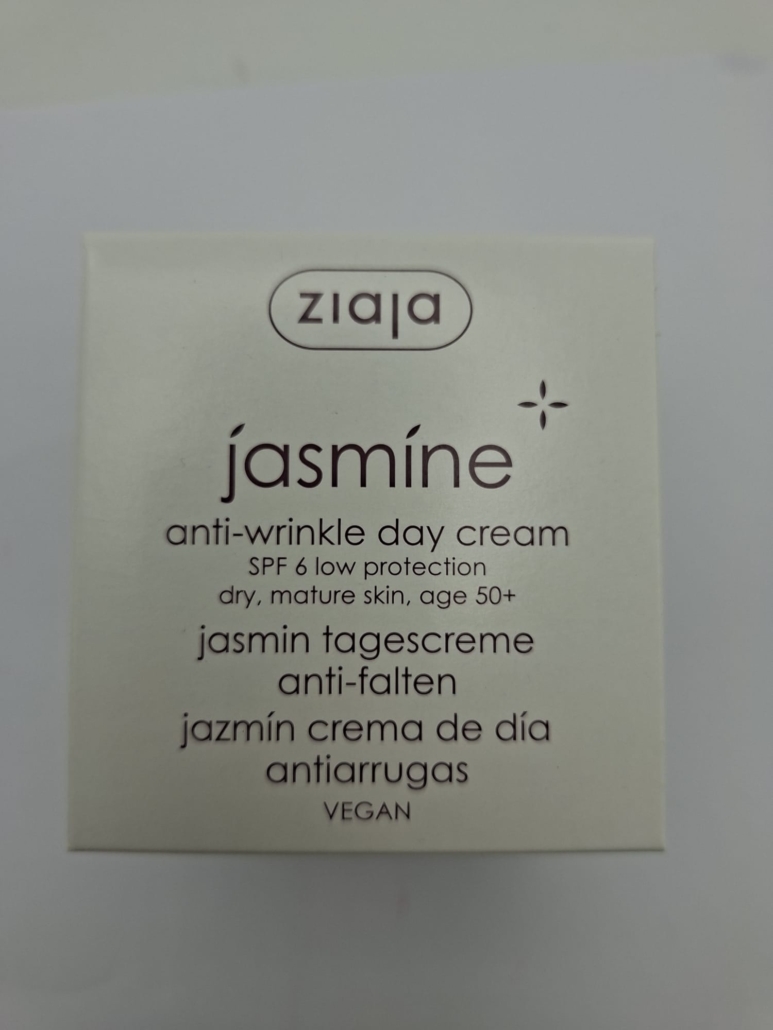 ziaja
jasmine
anti-wrinkle day cream
SPF 6 low protection
dry, mature skin, age 50+
jasmin tagescreme
anti-falten
jazmín crema de día
antiarrugas
VEGAN